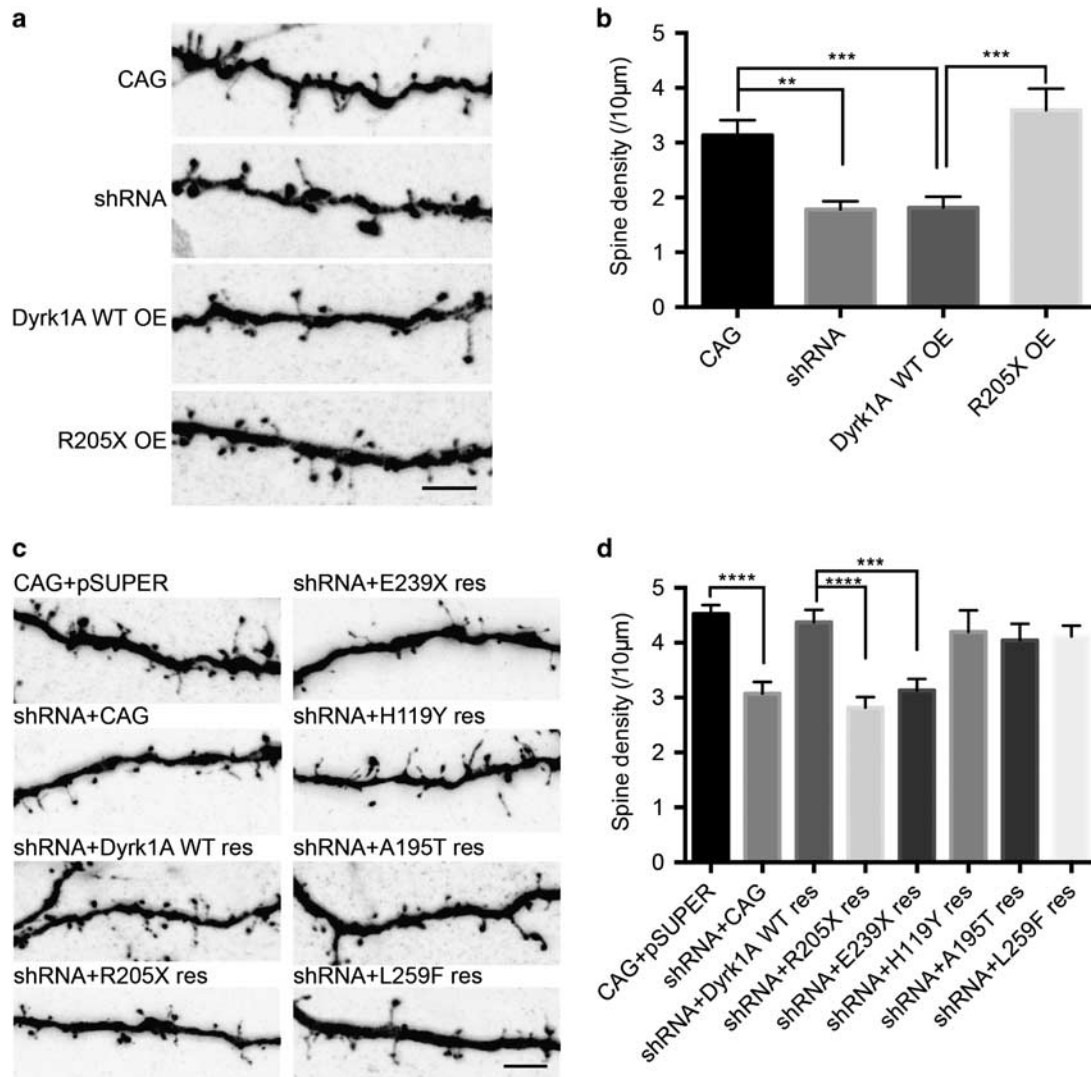 a
CAG
shRNA
Dyrk1A WT OE
R205X OE
b
Spine density (/10µm)
5
4
3
2
1
0
***
***
**
CAG
shRNA
Dyrk1A WT OE
R205X OE
c
CAG+pSUPER
shRNA+E239X res
shRNA+CAG
shRNA+H119Y res
shRNA+Dyrk1A WT res
shRNA+A195T res
shRNA+R205X res
shRNA+L259F res
d
Spine density (/10µm)
5
4
3
2
1
0
****
***
****
CAG+pSUPER
shRNA+CAG
shRNA+Dyrk1A WT res
shRNA+R205X res
shRNA+E239X res
shRNA+H119Y res
shRNA+A195T res
shRNA+L259F res